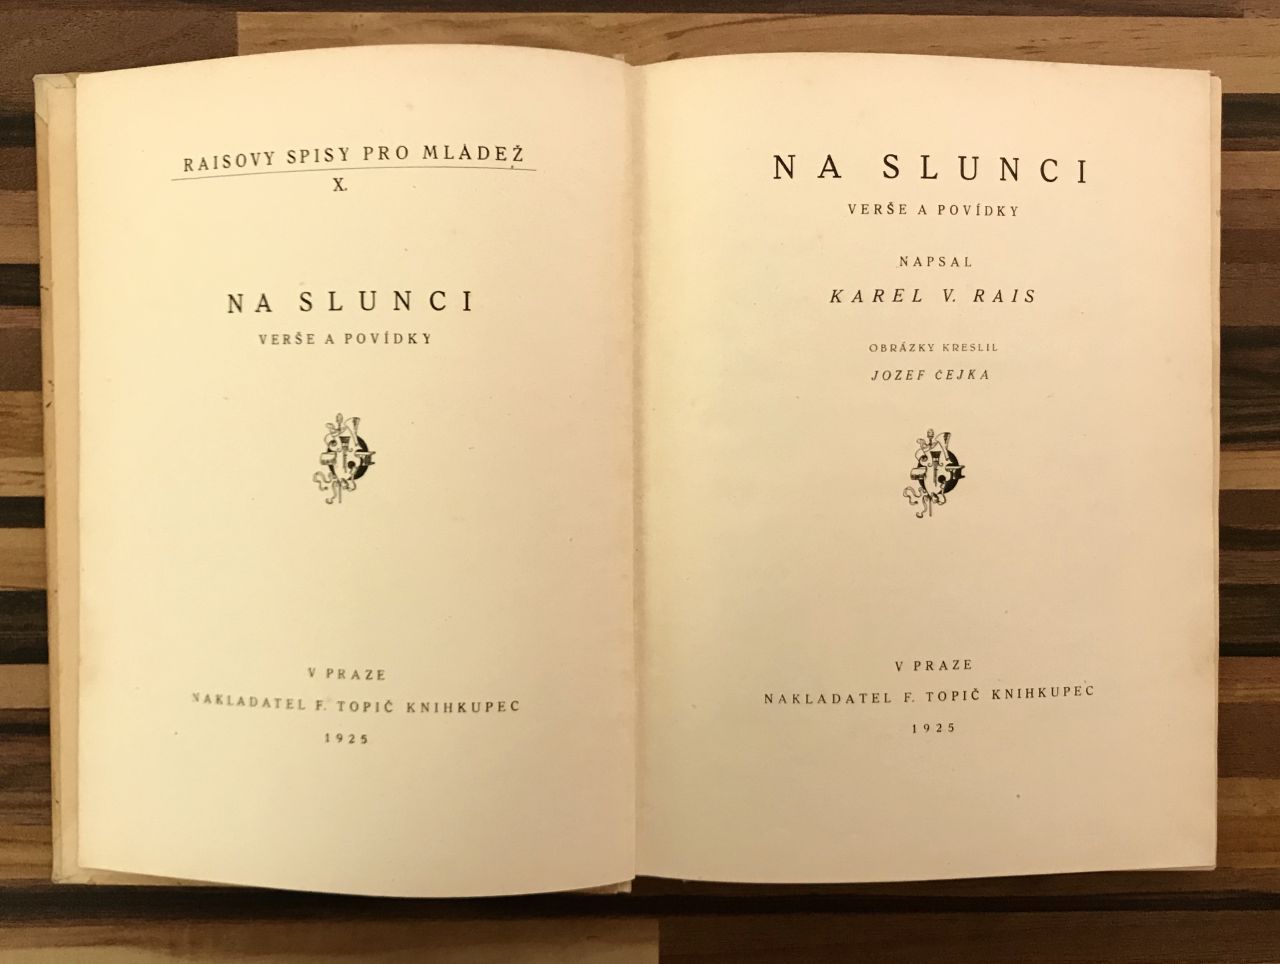 RAISOVY SPISY PRO MLÁDEŽ
X.
NA SLUNCI
VERŠE A POVÍDKY
V PRAZE
NAKLADATEL F. TOPIČ KNIHKUPEC
1925
NA SLUNCI
VERŠE A POVÍDKY
NAPSAL
KAREL V. RAIS
OBRÁZKY KRESLIL
JOZEF ČEJKA
V PRAZE
NAKLADATEL F. TOPIČ KNIHKUPEC
1925